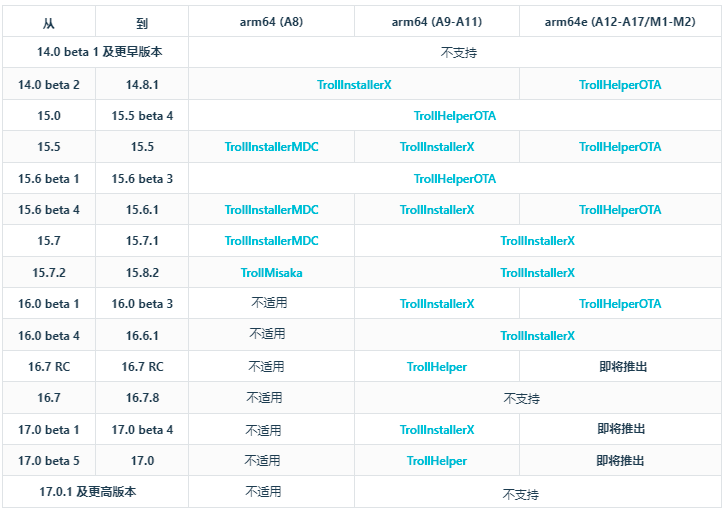 从 到 arm64 (A8) arm64 (A9-A11) arm64e (A12-A17/M1-M2)
14.0 beta 1 及更早版本 不支持
14.0 beta 2 14.8.1 TrollInstallerX TrollHelperOTA
15.0 15.5 beta 4 TrollHelperOTA
15.5 15.5 TrollInstallerMDC TrollInstallerX TrollHelperOTA
15.6 beta 1 15.6 beta 3 TrollHelperOTA
15.6 beta 4 15.6.1 TrollInstallerMDC TrollInstallerX TrollHelperOTA
15.7 15.7.1 TrollInstallerMDC TrollInstallerX
15.7.2 15.8.2 TrollMisaka TrollInstallerX
16.0 beta 1 16.0 beta 3 不适用 TrollInstallerX TrollHelperOTA
16.0 beta 4 16.6.1 不适用 TrollInstallerX
16.7 RC 16.7 RC 不适用 TrollHelper 即将推出
16.7 16.7.8 不适用 不支持
17.0 beta 1 17.0 beta 4 不适用 TrollInstallerX 即将推出
17.0 beta 5 17.0 不适用 TrollHelper 即将推出
17.0.1 及更高版本 不适用 不支持